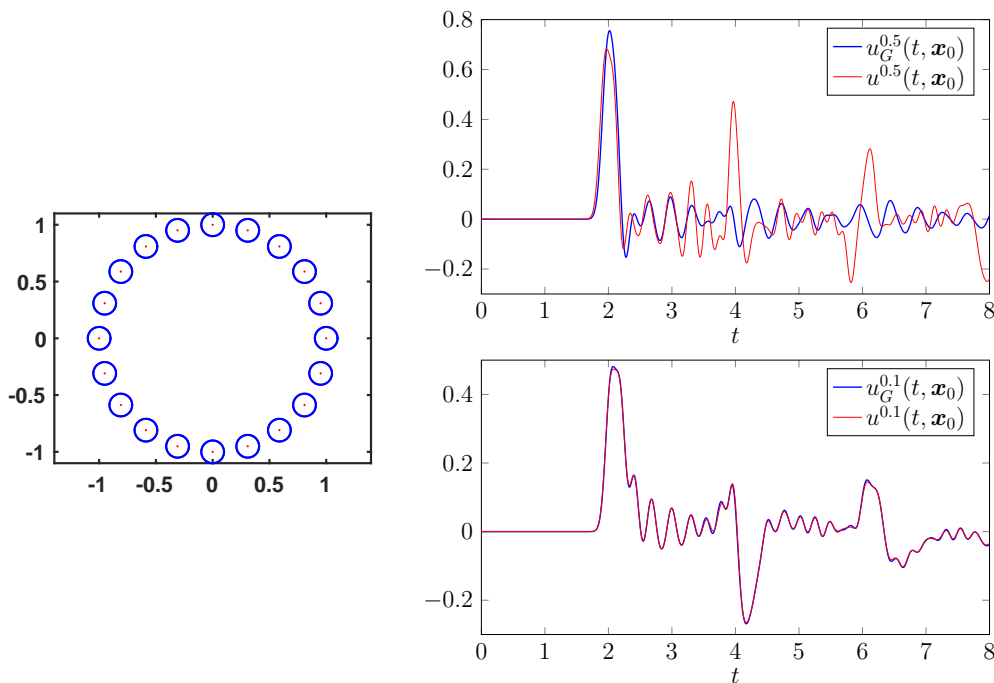 1
0.5
0
-0.5
-1
-1 -0.5 0 0.5 1
0.8
0.6
0.4
0.2
0
−0.2
0 1 2 3 4 5 6 7 8
t
u_G^{0.5}(t, x_0)
u^{0.5}(t, x_0)
0.4
0.2
0
−0.2
0 1 2 3 4 5 6 7 8
t
u_G^{0.1}(t, x_0)
u^{0.1}(t, x_0)